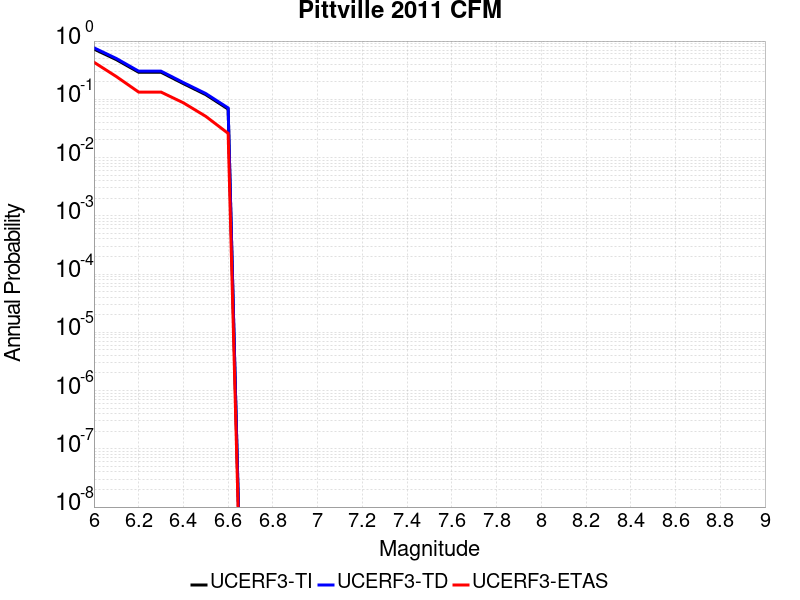 Pittville 2011 CFM
Annual Probability
10^0
10^-1
10^-2
10^-3
10^-4
10^-5
10^-6
10^-7
10^-8
6 6.2 6.4 6.6 6.8 7 7.2 7.4 7.6 7.8 8 8.2 8.4 8.6 8.8 9
Magnitude
UCERF3-TI UCERF3-TD UCERF3-ETAS